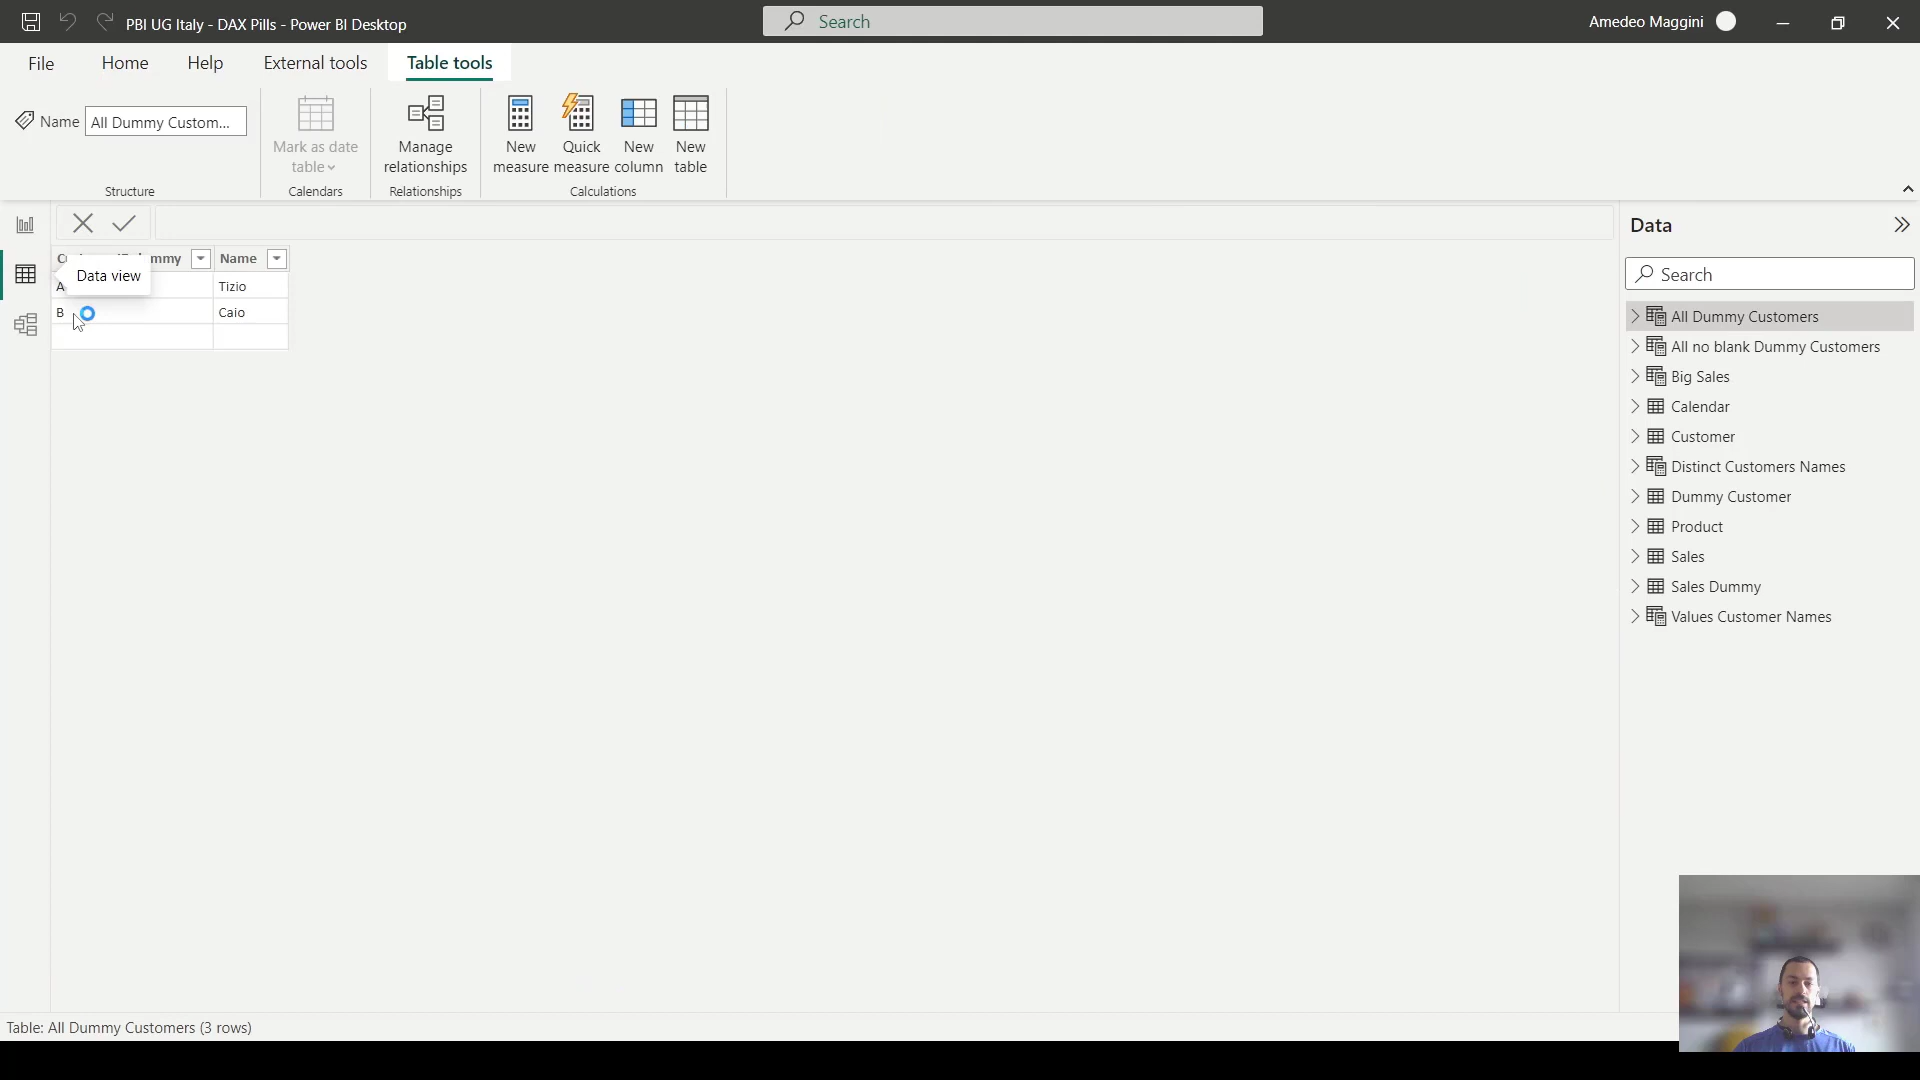 PBI UG Italy - DAX Pills - Power BI Desktop
Search
Amedeo Maggini
File
Home
Help
External tools
Table tools
Name
All Dummy Custom...
Structure
Mark as date
table
Calendars
Manage
relationships
Relationships
New
measure
Quick
measure
New
column
New
table
Calculations
mmy
Name
Data view
A
Tizio
B
Caio
Data
Search
All Dummy Customers
All no blank Dummy Customers
Big Sales
Calendar
Customer
Distinct Customers Names
Dummy Customer
Product
Sales
Sales Dummy
Values Customer Names
Table: All Dummy Customers (3 rows)